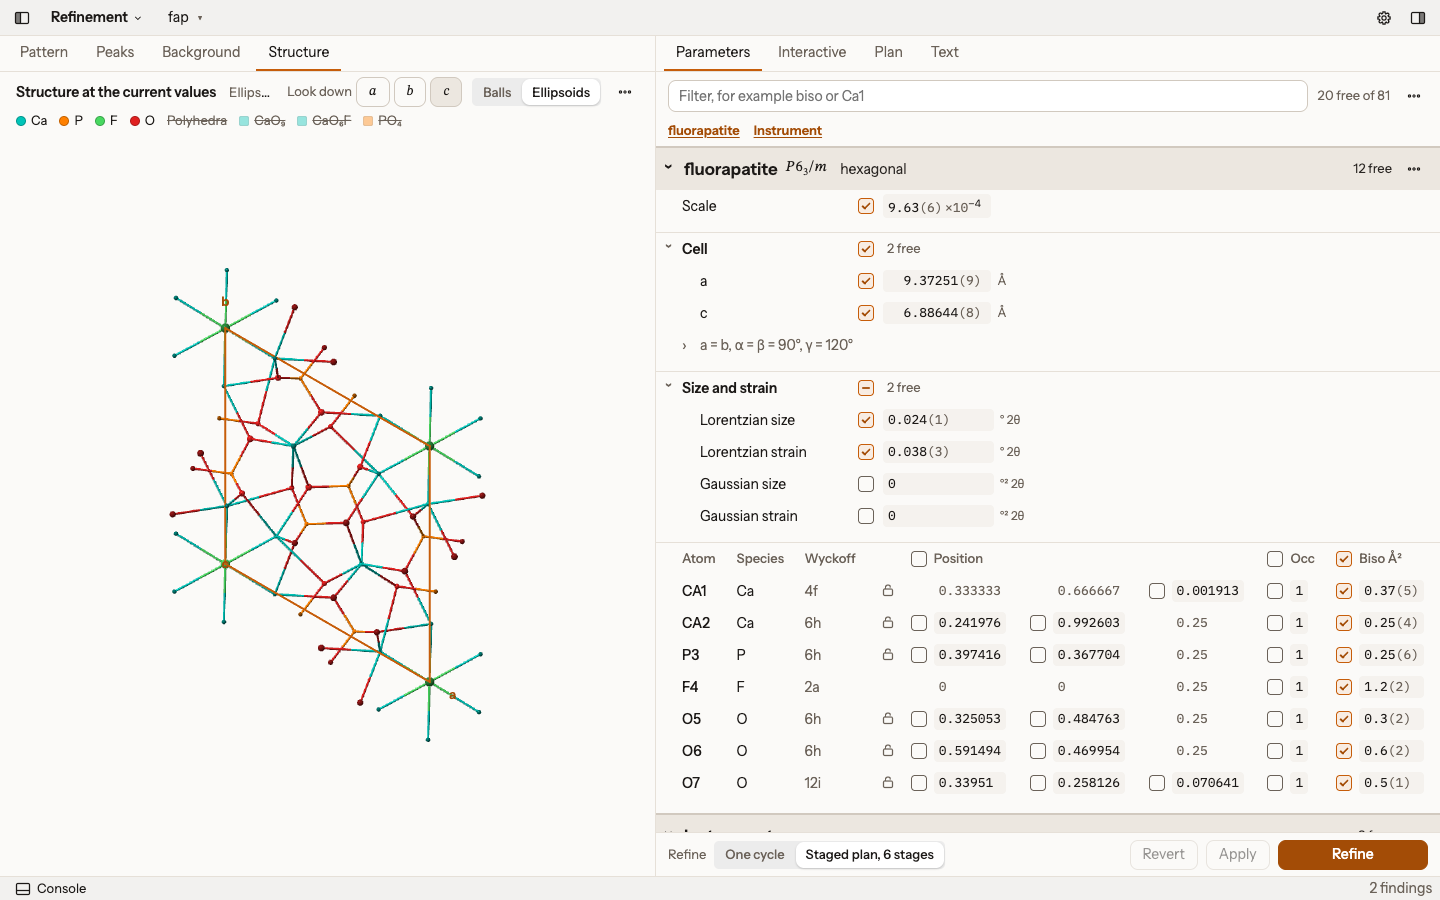 Refinement fap
Pattern Peaks Background Structure
Structure at the current values Ellips... Look down a b c Balls Ellipsoids
Ca P F O Polyhedra CaO₉ CaO₆F PO₄
b
a
Parameters Interactive Plan Text
Filter, for example biso or Ca1 20 free of 81
fluorapatite Instrument
fluorapatite P6₃/m hexagonal 12 free
Scale 9.63(6) ×10⁻⁴
Cell 2 free
a 9.37251(9) Å
c 6.88644(8) Å
a = b, α = β = 90°, γ = 120°
Size and strain 2 free
Lorentzian size 0.024(1) °2θ
Lorentzian strain 0.038(3) °2θ
Gaussian size 0 °² 2θ
Gaussian strain 0 °² 2θ
Atom Species Wyckoff Position Occ Biso Å²
CA1 Ca 4f 0.333333 0.666667 0.001913 1 0.37(5)
CA2 Ca 6h 0.241976 0.992603 0.25 1 0.25(4)
P3 P 6h 0.397416 0.367704 0.25 1 0.25(6)
F4 F 2a 0 0 0.25 1 1.2(2)
O5 O 6h 0.325053 0.484763 0.25 1 0.3(2)
O6 O 6h 0.591494 0.469954 0.25 1 0.6(2)
O7 O 12i 0.33951 0.258126 0.070641 1 0.5(1)
Refine One cycle Staged plan, 6 stages Revert Apply Refine
Console 2 findings